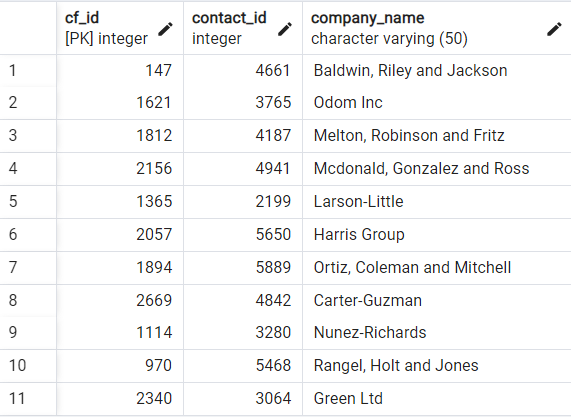 cf_id contact_id company_name
[PK] integer integer character varying (50)
1 147 4661 Baldwin, Riley and Jackson
2 1621 3765 Odom Inc
3 1812 4187 Melton, Robinson and Fritz
4 2156 4941 Mcdonald, Gonzalez and Ross
5 1365 2199 Larson-Little
6 2057 5650 Harris Group
7 1894 5889 Ortiz, Coleman and Mitchell
8 2669 4842 Carter-Guzman
9 1114 3280 Nunez-Richards
10 970 5468 Rangel, Holt and Jones
11 2340 3064 Green Ltd